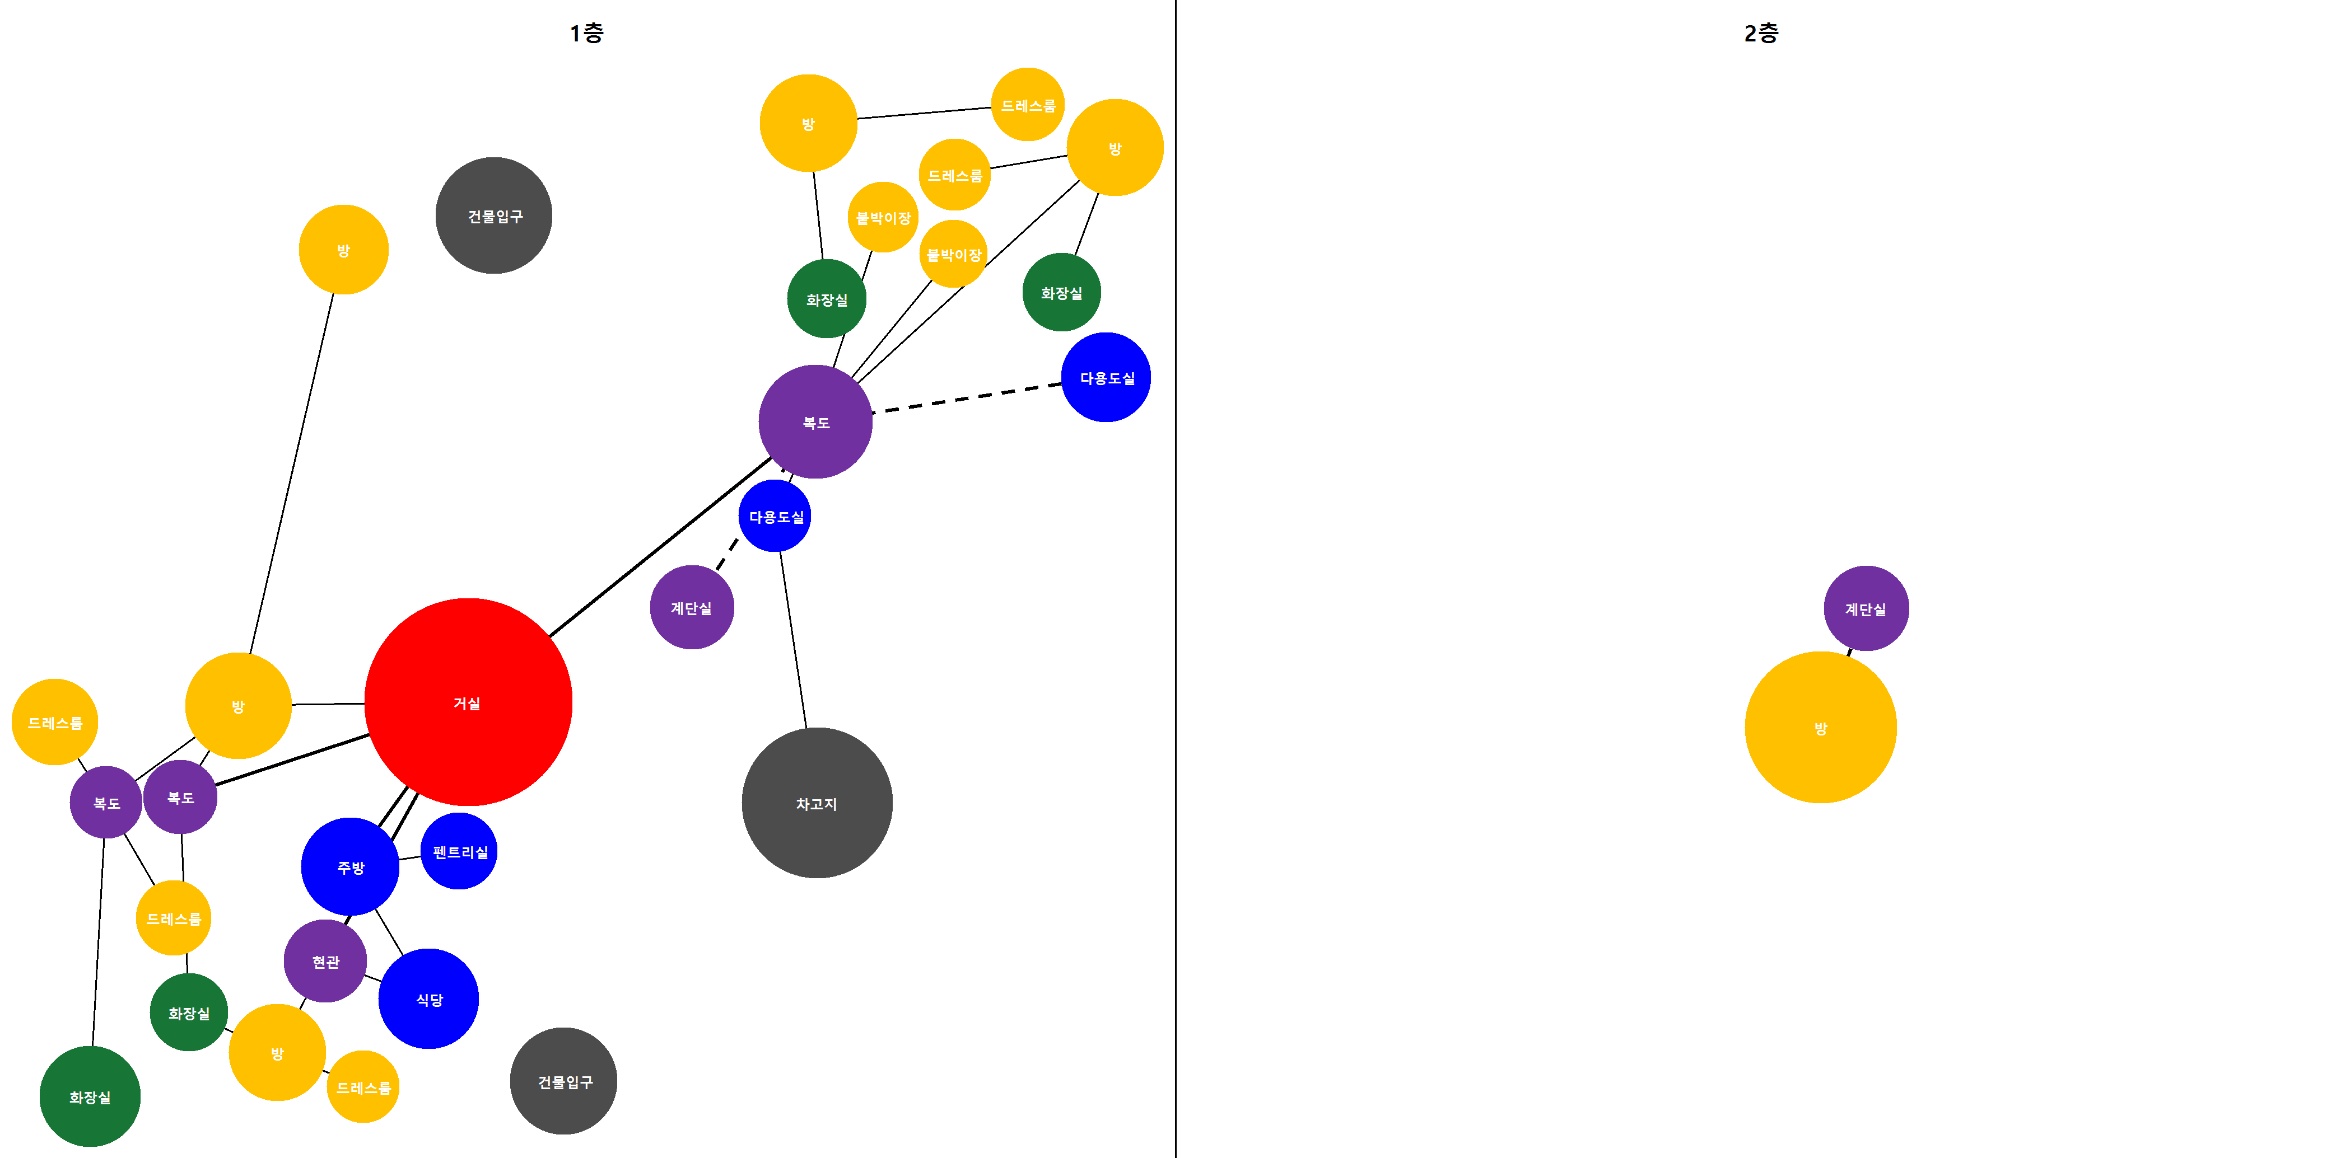 1층
2층
드레스룸
방
방
드레스룸
건물입구
붙박이장
방
붙박이장
화장실
화장실
다용도실
복도
다용도실
계단실
계단실
거실
방
드레스룸
방
복도
복도
차고지
펜트리실
주방
드레스룸
현관
식당
화장실
방
건물입구
드레스룸
화장실